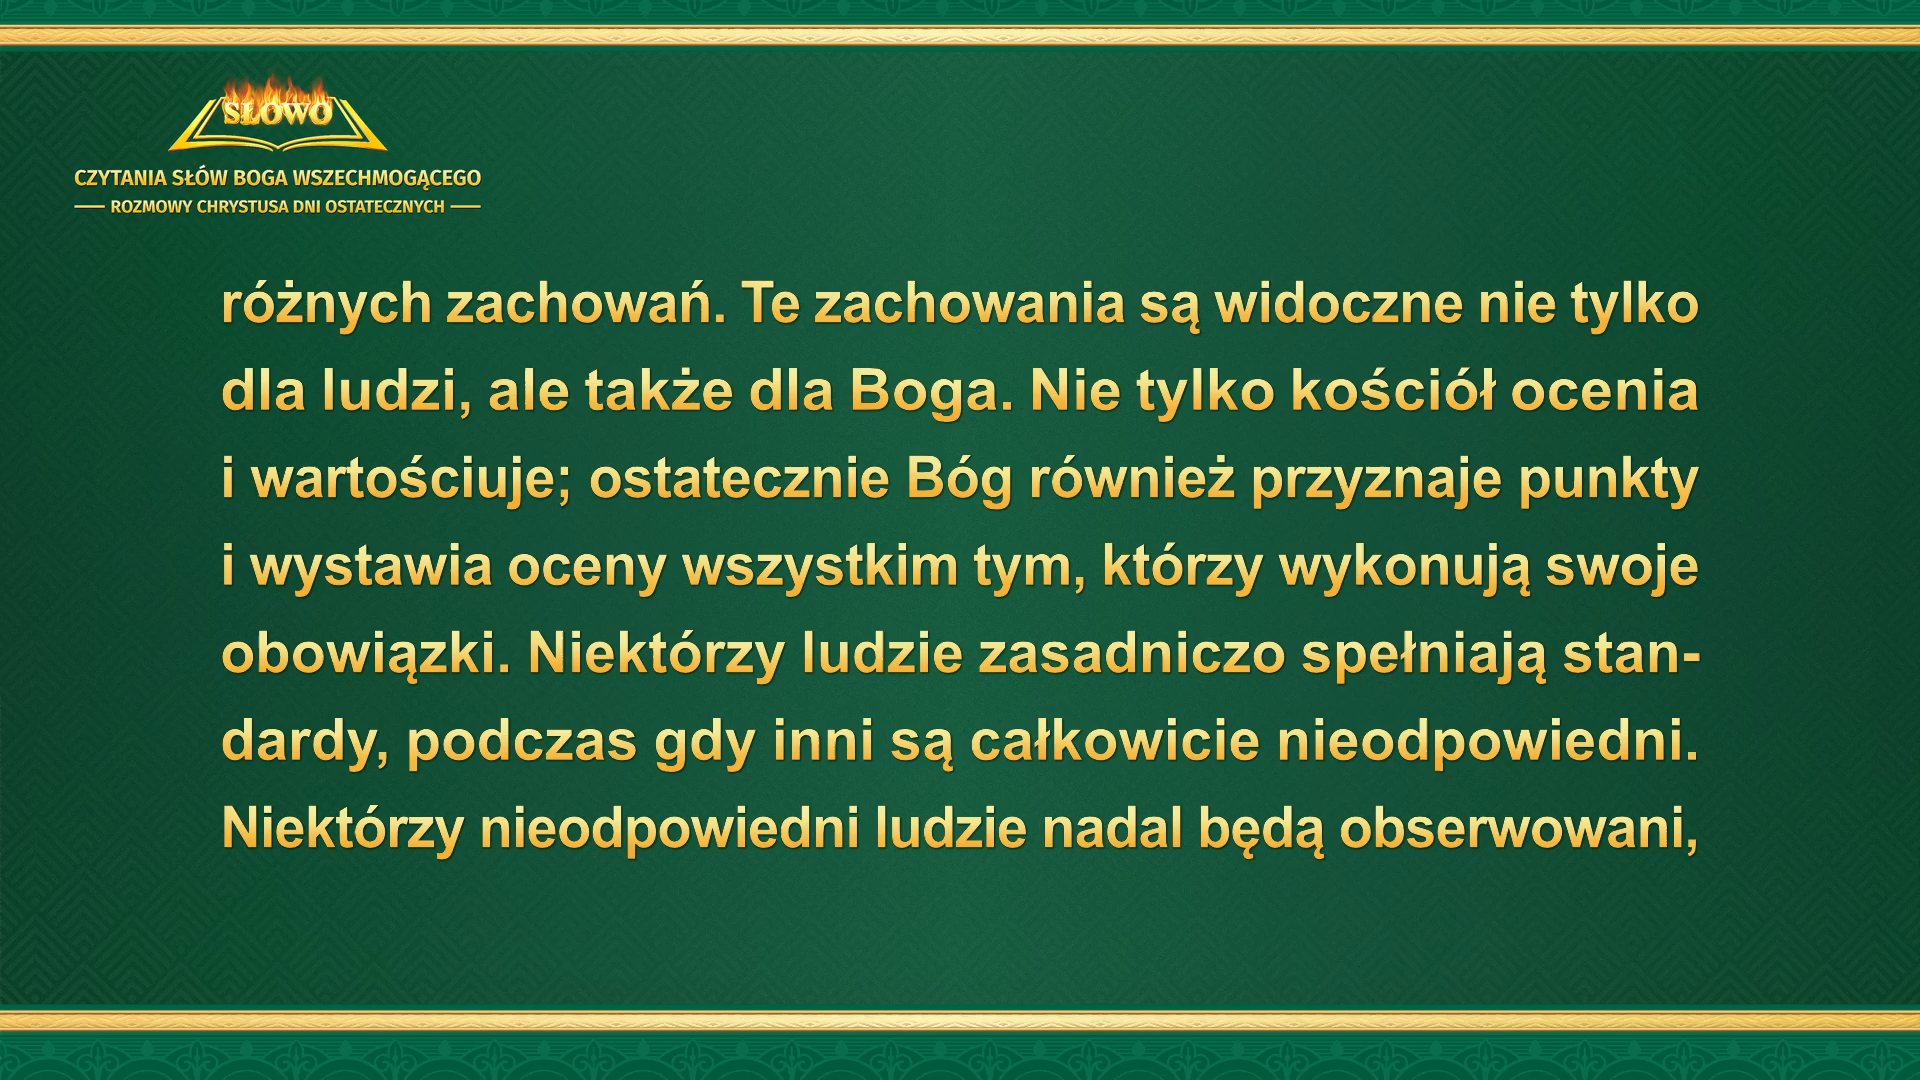 SŁOWO
CZYTANIA SŁÓW BOGA WSZECHMOGĄCEGO
ROZMOWY CHRYSTUSA DNI OSTATECZNYCH
różnych zachowań. Te zachowania są widoczne nie tylko
dla ludzi, ale także dla Boga. Nie tylko kościół ocenia
i wartościuje; ostatecznie Bóg również przyznaje punkty
i wystawia oceny wszystkim tym, którzy wykonują swoje
obowiązki. Niektórzy ludzie zasadniczo spełniają stan-
dardy, podczas gdy inni są całkowicie nieodpowiedni.
Niektórzy nieodpowiedni ludzie nadal będą obserwowani,